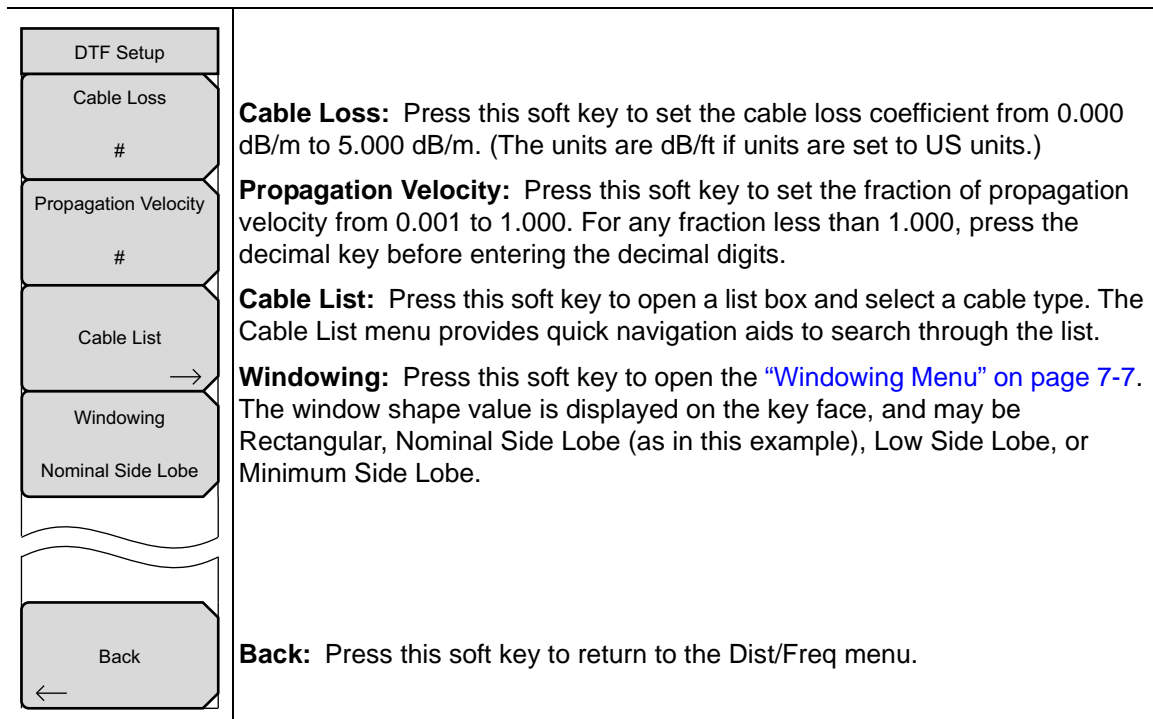 DTF Setup
Cable Loss
#
Propagation Velocity
#
Cable List
Windowing
Nominal Side Lobe
Back
Cable Loss: Press this soft key to set the cable loss coefficient from 0.000
dB/m to 5.000 dB/m. (The units are dB/ft if units are set to US units.)
Propagation Velocity: Press this soft key to set the fraction of propagation
velocity from 0.001 to 1.000. For any fraction less than 1.000, press the
decimal key before entering the decimal digits.
Cable List: Press this soft key to open a list box and select a cable type. The
Cable List menu provides quick navigation aids to search through the list.
Windowing: Press this soft key to open the “Windowing Menu” on page 7-7.
The window shape value is displayed on the key face, and may be
Rectangular, Nominal Side Lobe (as in this example), Low Side Lobe, or
Minimum Side Lobe.
Back: Press this soft key to return to the Dist/Freq menu.